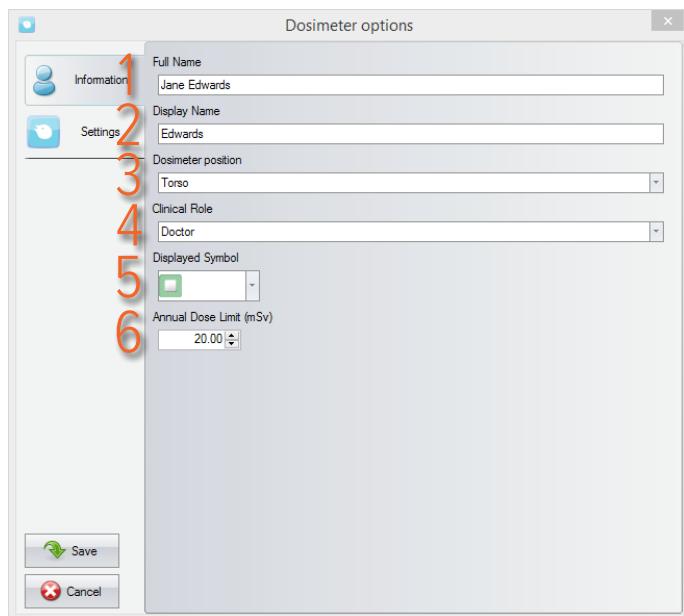 Dosimeter options
Information
Settings
1 Full Name
Jane Edwards
2 Display Name
Edwards
3 Dosimeter position
Torso
4 Clinical Role
Doctor
5 Displayed Symbol
6 Annual Dose Limit (mSv)
20.00
Save
Cancel